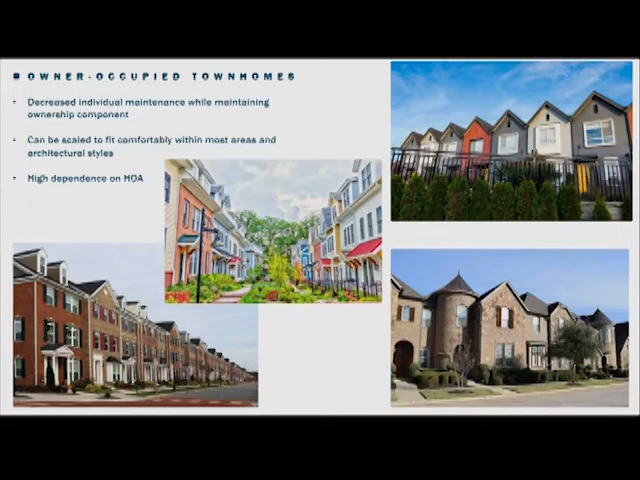 OWNER-OCCUPIED TOWNHOMES
• Decreased individual maintenance while maintaining
ownership component
• Can be scaled to fit comfortably within most areas and
architectural styles
• High dependence on HOA